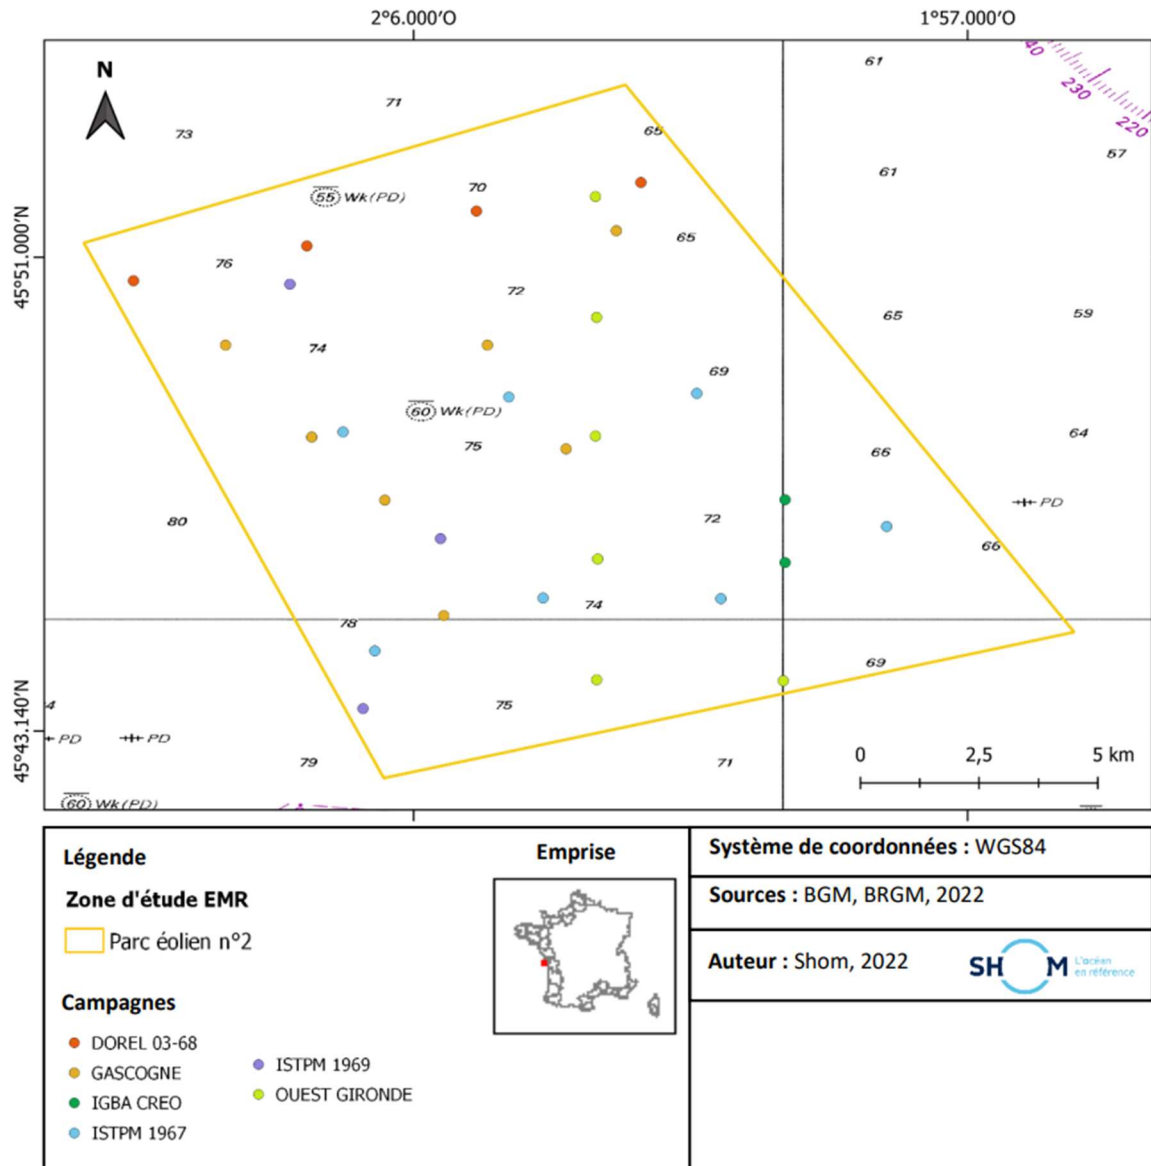 2°6.000’O
1°57.000’O
N
61
40
230
220
71
73
65
57
61
70
55 Wk(PD)
65
76
45°51.000’N
72
65
59
74
69
60 Wk(PD)
75
64
66
PD
80
72
66
74
78
69
4
75
45°43.140’N
PD
PD
79
71
0
2,5
5 km
60 Wk(PD)
Légende
Zone d'étude EMR
Parc éolien n°2
Campagnes
DOREL 03-68
GASCOGNE
IGBA CREO
ISTPM 1967
ISTPM 1969
OUEST GIRONDE
Emprise
Système de coordonnées : WGS84
Sources : BGM, BRGM, 2022
Auteur : Shom, 2022
SHOM
L'océan
en référence